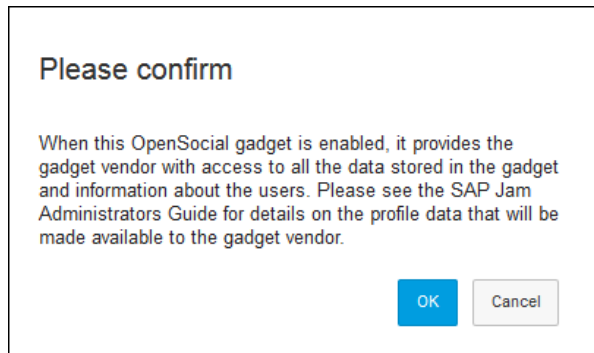 Please confirm
When this OpenSocial gadget is enabled, it provides the
gadget vendor with access to all the data stored in the gadget
and information about the users. Please see the SAP Jam
Administrators Guide for details on the profile data that will be
made available to the gadget vendor.
OK Cancel